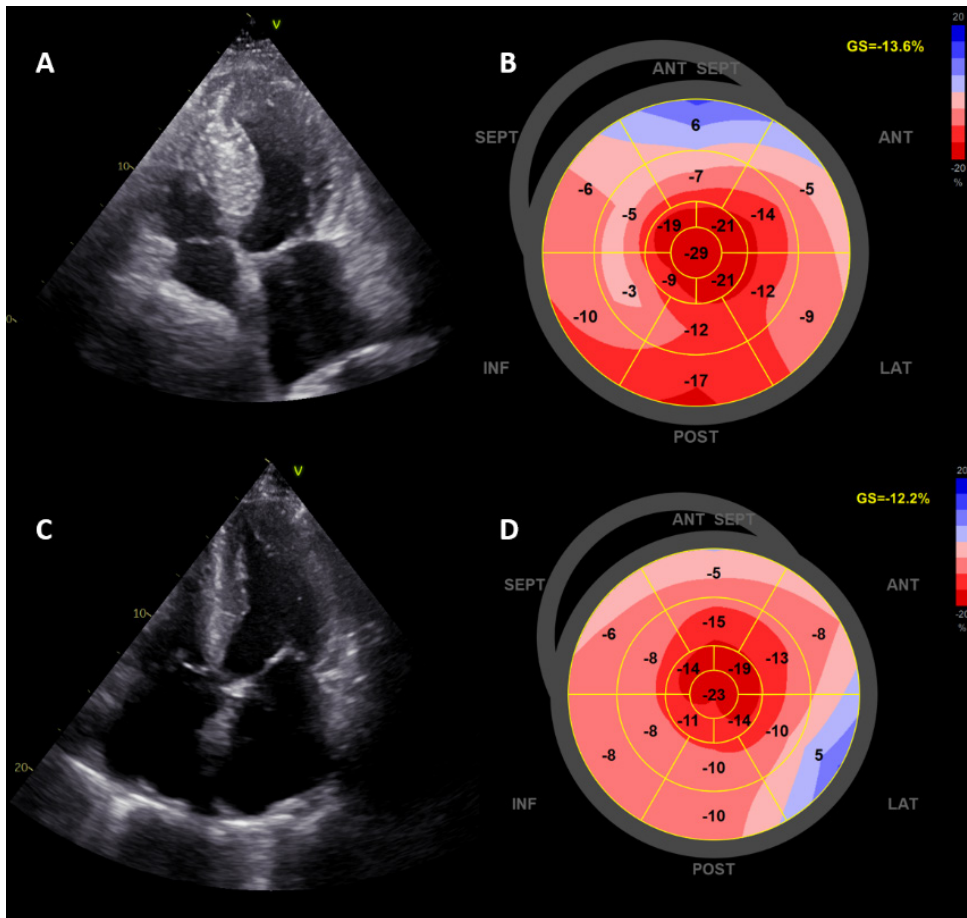 A
V
10
0
B
GS=-13.6%
20
-20
%
ANT SEPT
SEPT
ANT
INF
LAT
POST
6
-7
-6
-5
-5
-14
-19
-21
-29
-9
-21
-3
-12
-10
-9
-12
-17
C
V
10
20
D
GS=-12.2%
20
-20
%
ANT SEPT
SEPT
ANT
INF
LAT
POST
-5
-15
-6
-8
-8
-13
-14
-19
-23
-11
-14
-8
-10
-8
5
-10
-10